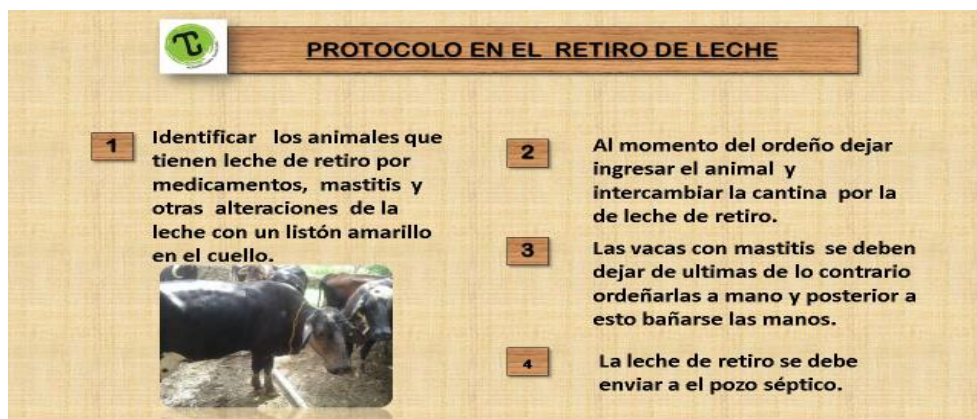 PROTOCOLO EN EL RETIRO DE LECHE
1
Identificar los animales que
tienen leche de retiro por
medicamentos, mastitis y
otras alteraciones de la
leche con un listón amarillo
en el cuello.
2
Al momento del ordeño dejar
ingresar el animal y
intercambiar la cantina por la
de leche de retiro.
3
Las vacas con mastitis se deben
dejar de ultimas de lo contrario
ordeñarlas a mano y posterior a
esto bañarse las manos.
4
La leche de retiro se debe
enviar a el pozo séptico.